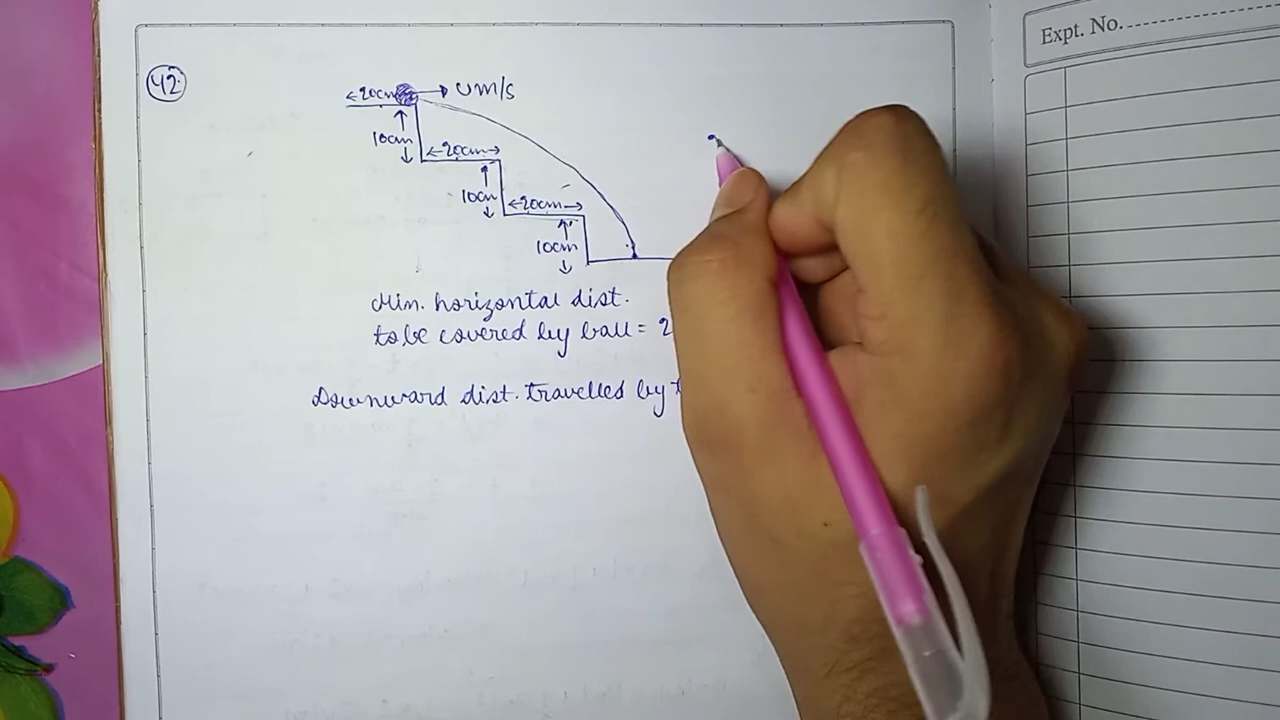 42.
Expt. No.
←20cm
U m/s
10cm
←20cm→
10cm
←20cm→
10cm
Min. horizontal dist.
to be covered by ball = 2
Downward dist. travelled by t